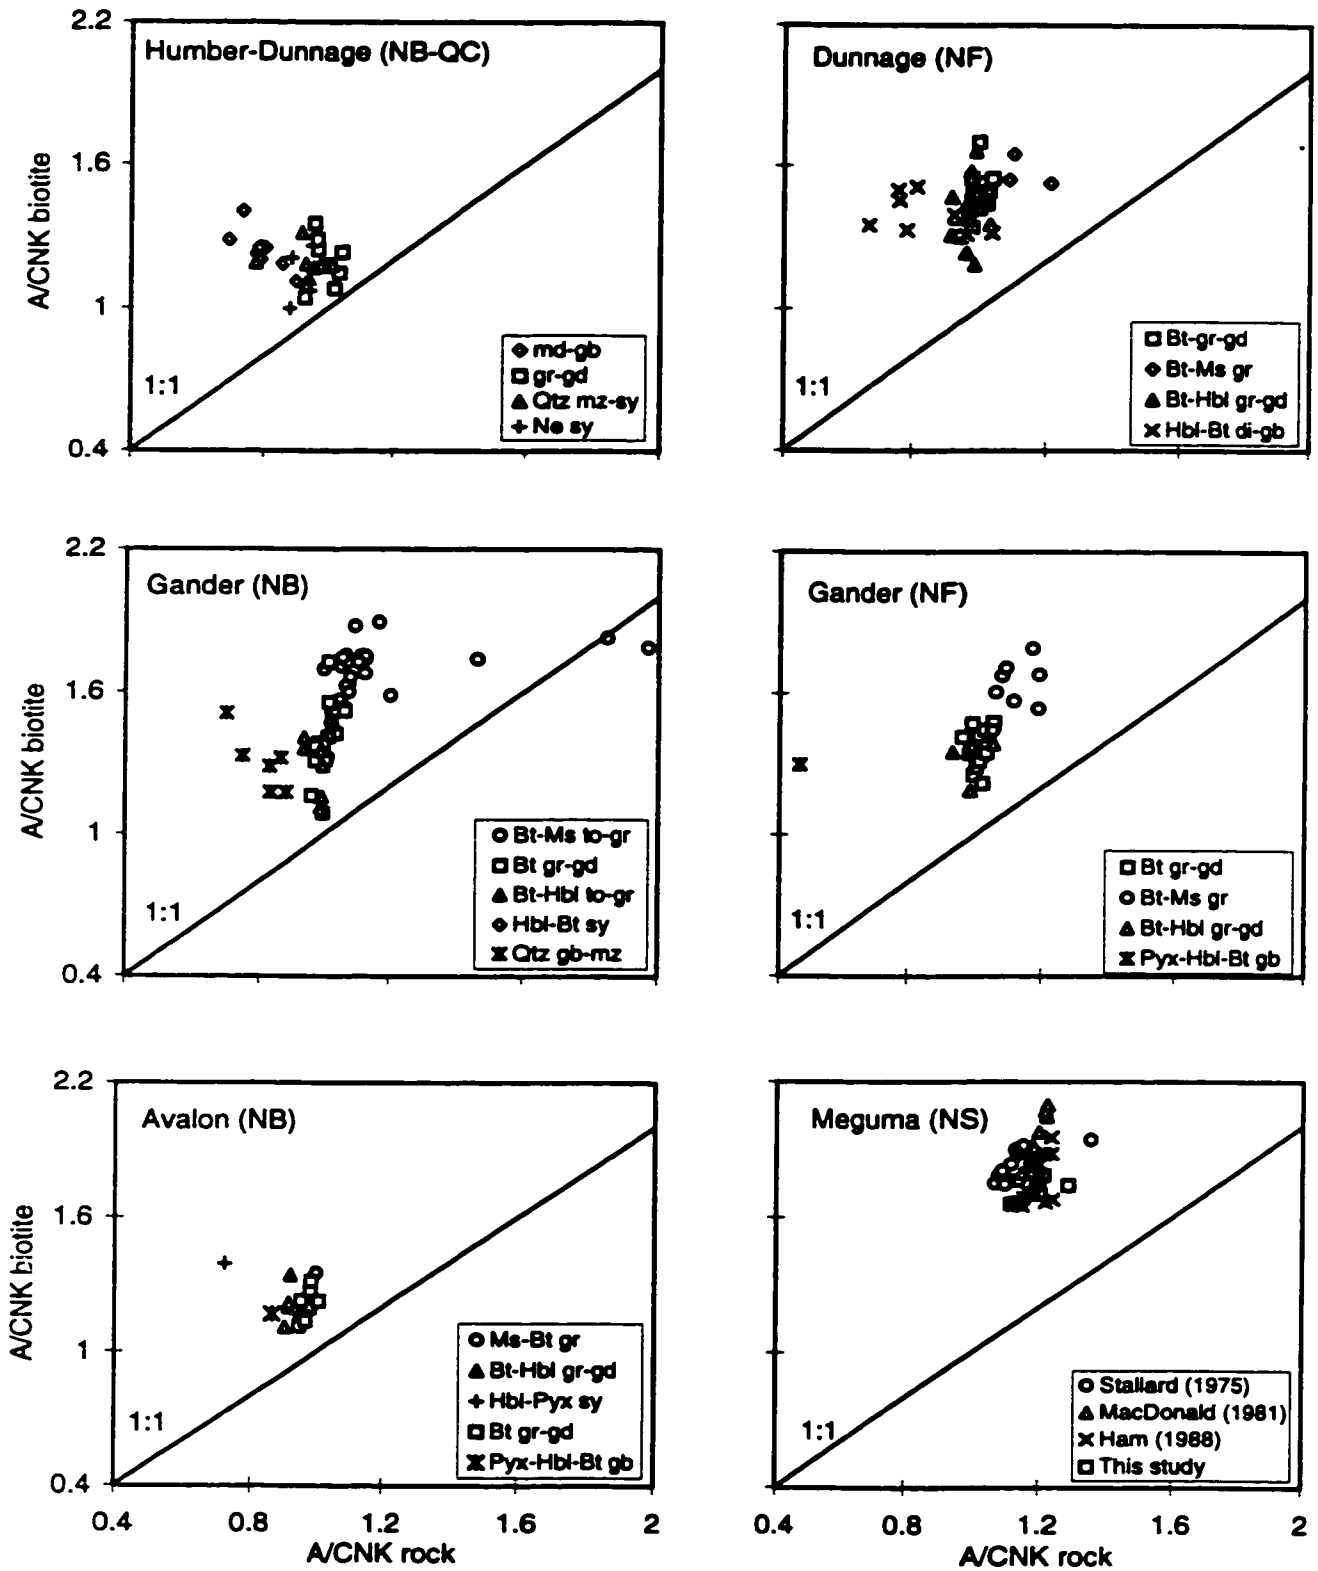 2.2
Humber-Dunnage (NB-QC)
1.6
A/CNK biotite
1
1:1
0.4
md-gb
gr-gd
Qtz mz-sy
Ne sy
Dunnage (NF)
1:1
Bt-gr-gd
Bt-Ms gr
Bt-Hbl gr-gd
Hbl-Bt di-gb
2.2
Gander (NB)
1.6
A/CNK biotite
1
1:1
0.4
Bt-Ms to-gr
Bt gr-gd
Bt-Hbl to-gr
Hbl-Bt sy
Qtz gb-mz
Gander (NF)
1:1
Bt gr-gd
Bt-Ms gr
Bt-Hbl gr-gd
Pyx-Hbl-Bt gb
2.2
Avalon (NB)
1.6
A/CNK biotite
1
1:1
0.4
Ms-Bt gr
Bt-Hbl gr-gd
Hbl-Pyx sy
Bt gr-gd
Pyx-Hbl-Bt gb
0.4 0.8 1.2 1.6 2
A/CNK rock
Meguma (NS)
1:1
Stallard (1975)
MacDonald (1981)
Ham (1988)
This study
0.4 0.8 1.2 1.6 2
A/CNK rock